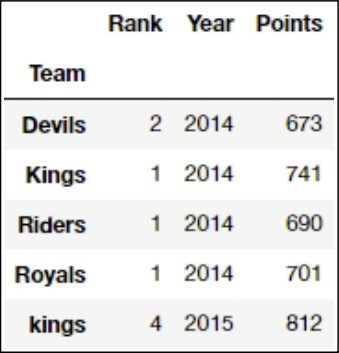 Rank Year Points
Team
Devils 2 2014 673
Kings 1 2014 741
Riders 1 2014 690
Royals 1 2014 701
kings 4 2015 812